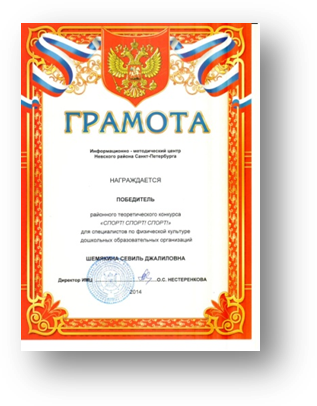 ГРАМОТА
Информационно - методический центр
Невского района Санкт-Петербурга
НАГРАЖДАЕТСЯ
ПОБЕДИТЕЛЬ
районного теоретического конкурса
«СПОРТ! СПОРТ! СПОРТ!»
для специалистов по физической культуре
дошкольных образовательных организаций
ШЕМЯКИНА СЕВИЛЬ ДЖАЛИЛОВНА
Директор ИМЦ О.С. НЕСТЕРЕНКОВА
2014